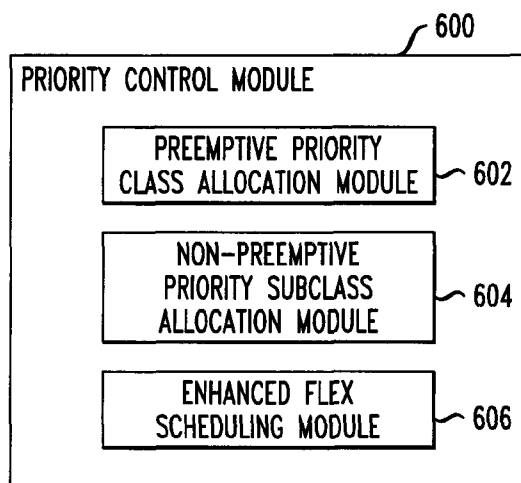 600
PRIORITY CONTROL MODULE
PREEMPTIVE PRIORITY
CLASS ALLOCATION MODULE
602
NON-PREEMPTIVE
PRIORITY SUBCLASS
ALLOCATION MODULE
604
ENHANCED FLEX
SCHEDULING MODULE
606